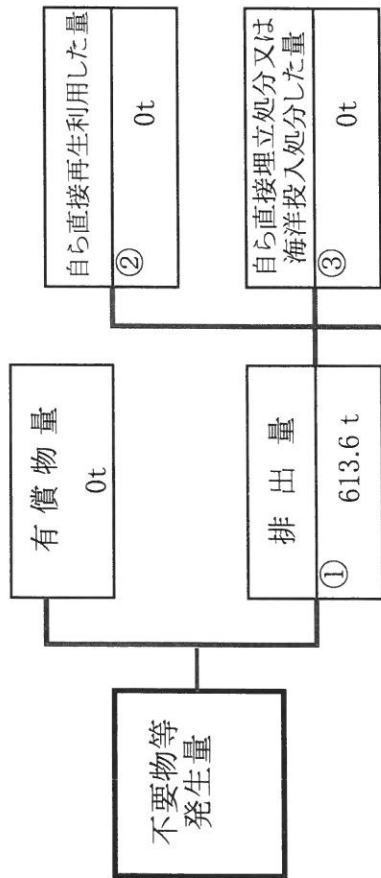 不要物等
発生量
有償物量
0t
排出量
① 613.6 t
自ら直接再生利用した量
② 0t
自ら直接埋立処分又は
海洋投入処分した量
③ 0t